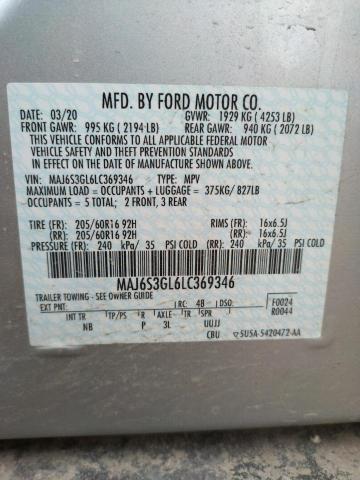 MFD. BY FORD MOTOR CO.
DATE: 03/20 GVWR: 1929 KG ( 4253 LB)
FRONT GAWR: 995 KG ( 2194 LB) REAR GAWR: 940 KG ( 2072 LB)
THIS VEHICLE CONFORMS TO ALL APPLICABLE FEDERAL MOTOR
VEHICLE SAFETY AND THEFT PREVENTION STANDARDS
IN EFFECT ON THE DATE OF MANUFACTURE SHOWN ABOVE.
VIN: MAJ6S3GL6LC369346 TYPE: MPV
MAXIMUM LOAD = OCCUPANTS + LUGGAGE = 375KG/ 827LB
OCCUPANTS = 5 TOTAL; 2 FRONT, 3 REAR
TIRE (FR): 205/60R16 92H RIMS (FR): 16x6.5J
(RR): 205/60R16 92H (RR): 16x6.5J
PRESSURE (FR): 240 kPa/ 35 PSI COLD (RR): 240 kPa/ 35 PSI COLD
MAJ6S3GL6LC369346
TRAILER TOWING - SEE OWNER GUIDE
EXT PNT: RC: 48 DSO: F0024
R0044
INT TR TP/PS R AXLE TR SPR
NB P 3L UUJJ
CBU 5U5A-5420472-AA